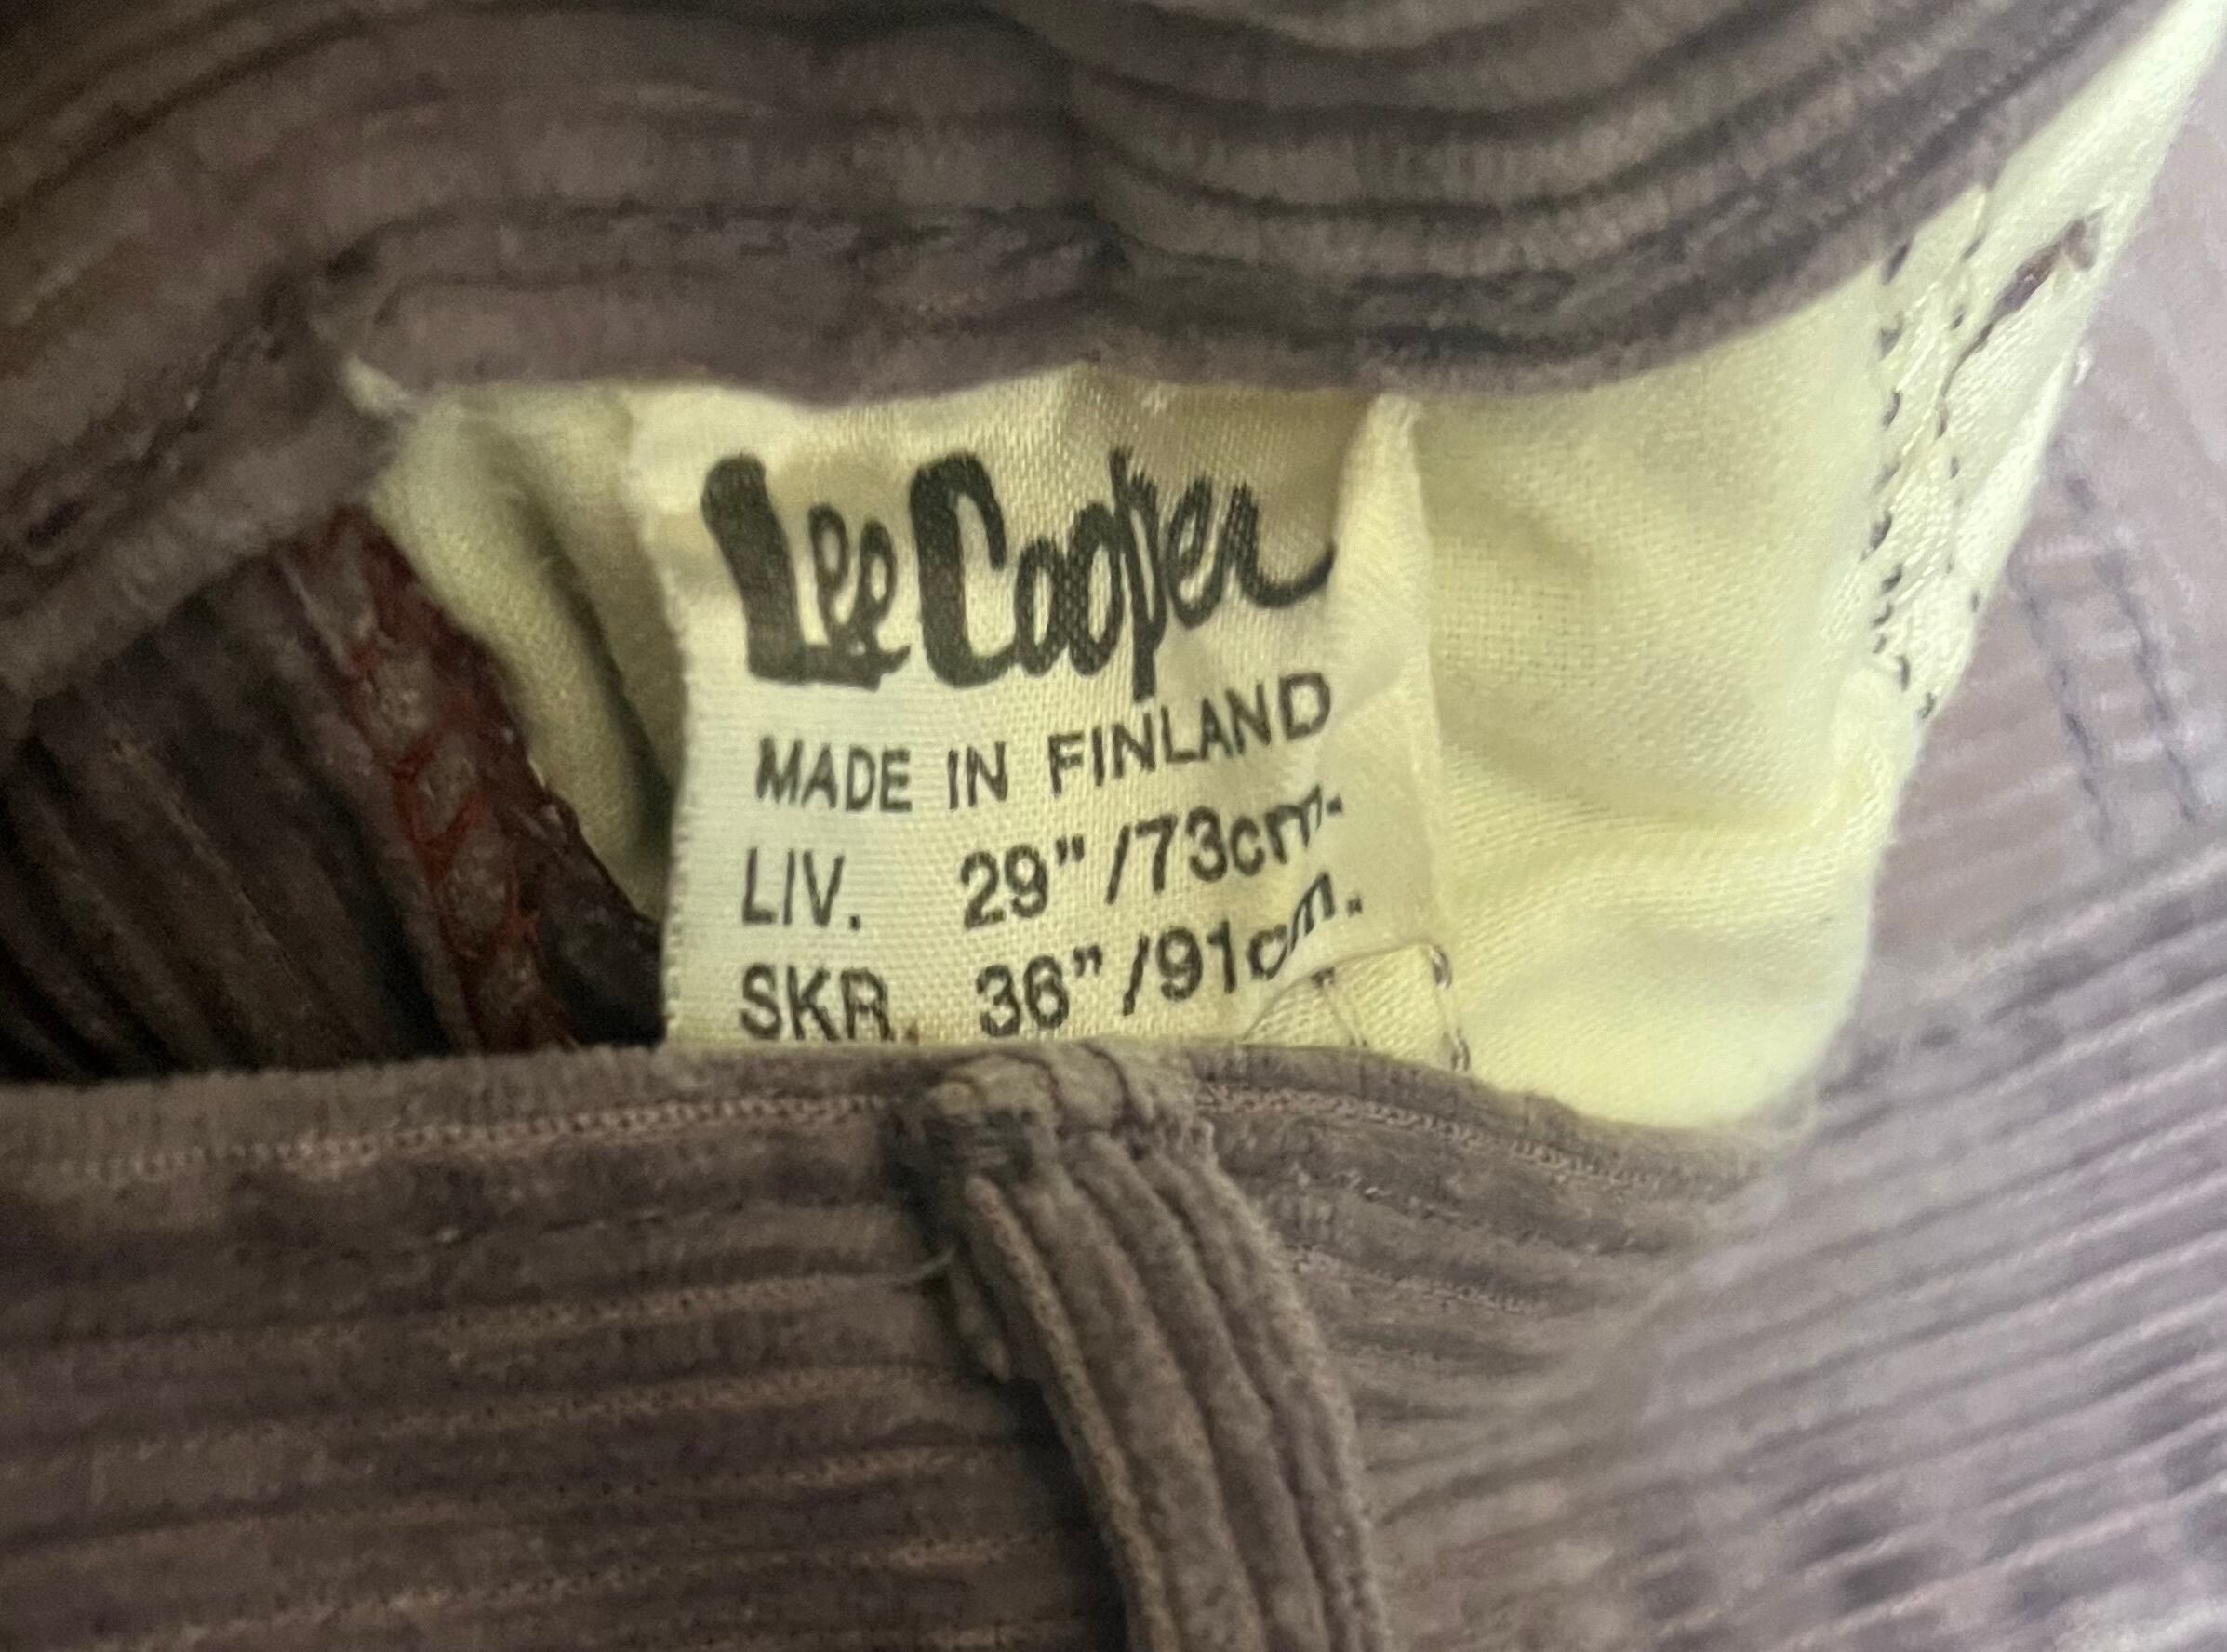 Lee Cooper
MADE IN FINLAND
LIV. 29"/73cm.
SKR. 36"/91cm.